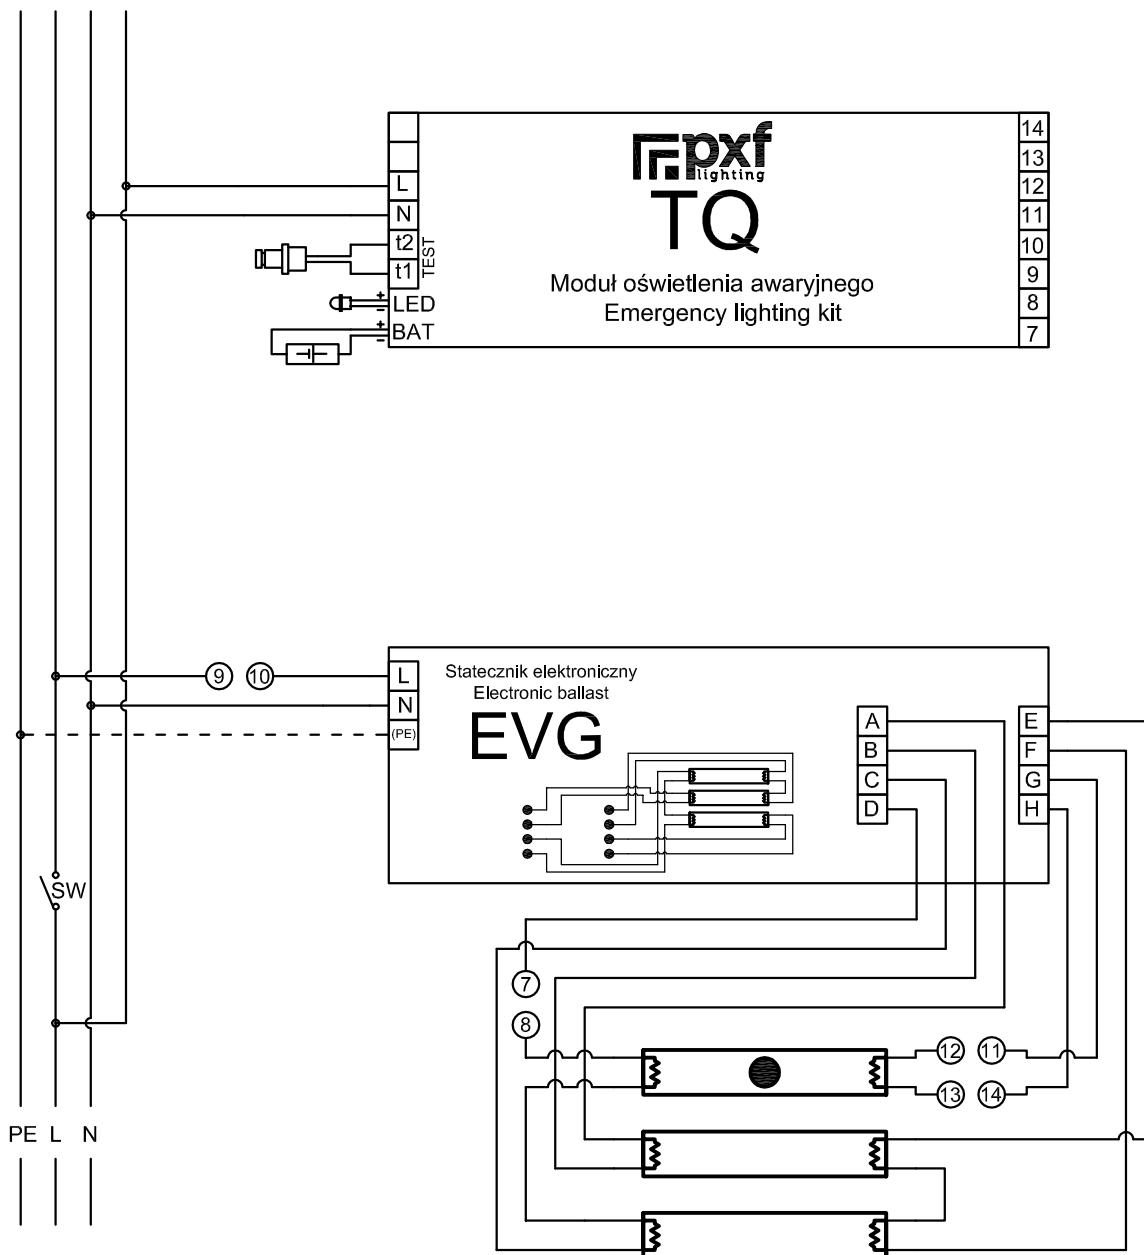 pxf
lighting
TQ
Moduł oświetlenia awaryjnego
Emergency lighting kit
L
N
t2
t1
TEST
+
-
LED
+
-
BAT
14
13
12
11
10
9
8
7
9
10
L
N
(PE)
Statecznik elektroniczny
Electronic ballast
EVG
A
B
C
D
E
F
G
H
SW
7
8
12
11
13
14
PE L N